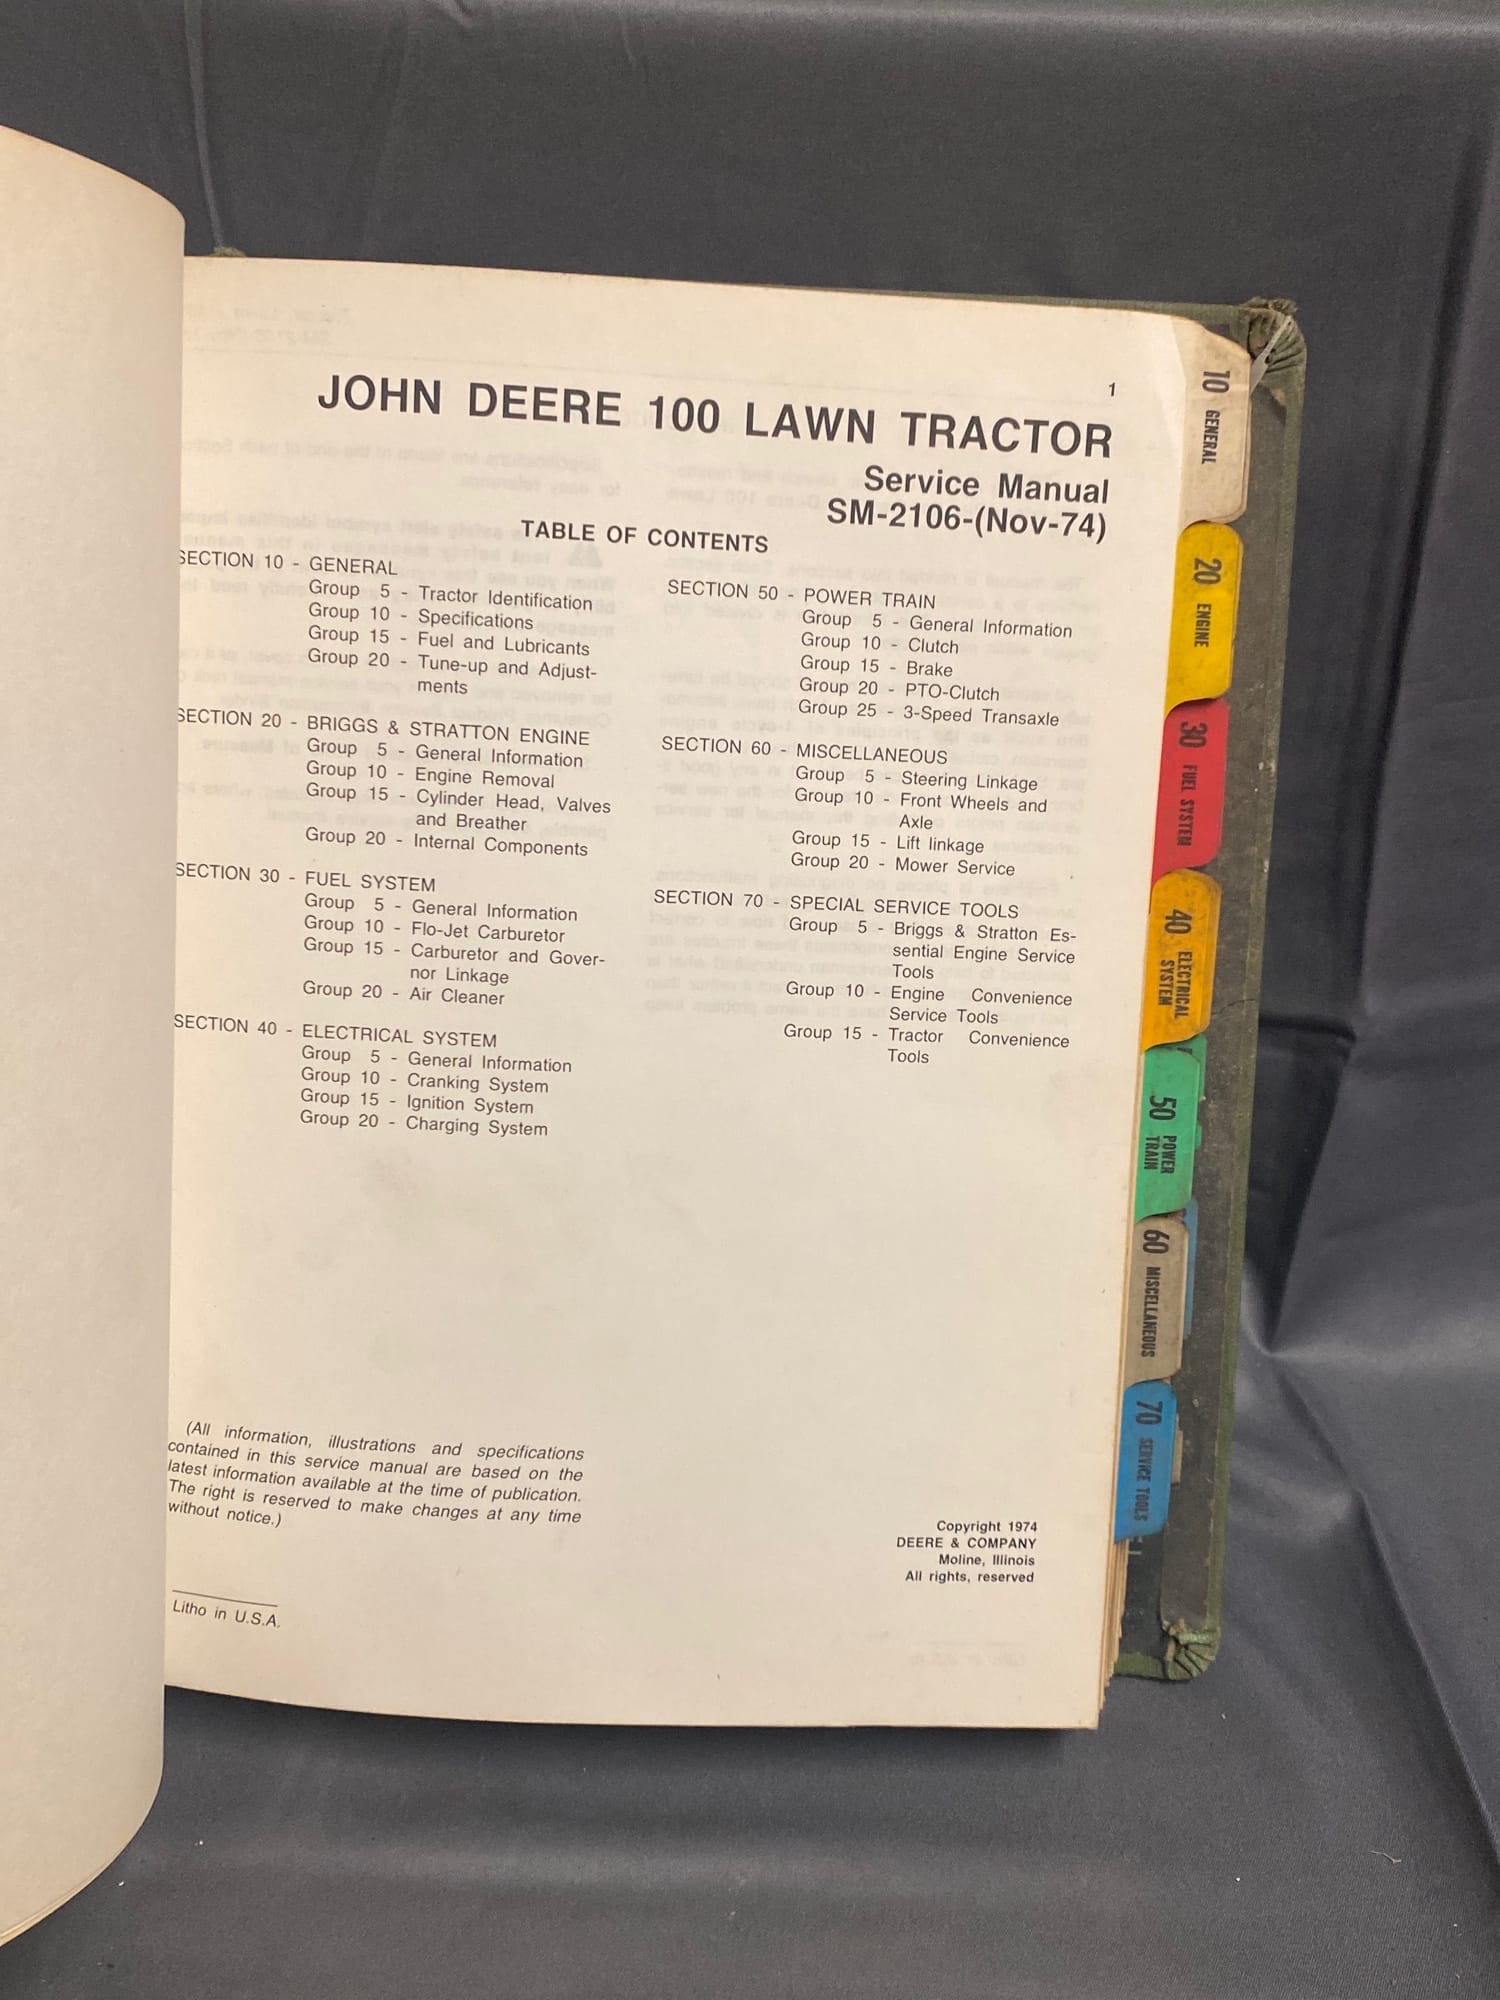 1
JOHN DEERE 100 LAWN TRACTOR
Service Manual
SM-2106-(Nov-74)
TABLE OF CONTENTS
SECTION 10 - GENERAL
Group 5 - Tractor Identification
Group 10 - Specifications
Group 15 - Fuel and Lubricants
Group 20 - Tune-up and Adjust-
ments
SECTION 20 - BRIGGS & STRATTON ENGINE
Group 5 - General Information
Group 10 - Engine Removal
Group 15 - Cylinder Head, Valves
and Breather
Group 20 - Internal Components
SECTION 30 - FUEL SYSTEM
Group 5 - General Information
Group 10 - Flo-Jet Carburetor
Group 15 - Carburetor and Gover-
nor Linkage
Group 20 - Air Cleaner
SECTION 40 - ELECTRICAL SYSTEM
Group 5 - General Information
Group 10 - Cranking System
Group 15 - Ignition System
Group 20 - Charging System
SECTION 50 - POWER TRAIN
Group 5 - General Information
Group 10 - Clutch
Group 15 - Brake
Group 20 - PTO-Clutch
Group 25 - 3-Speed Transaxle
SECTION 60 - MISCELLANEOUS
Group 5 - Steering Linkage
Group 10 - Front Wheels and
Axle
Group 15 - Lift linkage
Group 20 - Mower Service
SECTION 70 - SPECIAL SERVICE TOOLS
Group 5 - Briggs & Stratton Es-
sential Engine Service
Tools
Group 10 - Engine Convenience
Service Tools
Group 15 - Tractor Convenience
Tools
(All information, illustrations and specifications
contained in this service manual are based on the
latest information available at the time of publication.
The right is reserved to make changes at any time
without notice.)
Litho in U.S.A.
Copyright 1974
DEERE & COMPANY
Moline, Illinois
All rights, reserved
10 GENERAL
20 ENGINE
30 FUEL SYSTEM
40 ELECTRICAL
SYSTEM
50 POWER
TRAIN
60 MISCELLANEOUS
70 SERVICE TOOLS